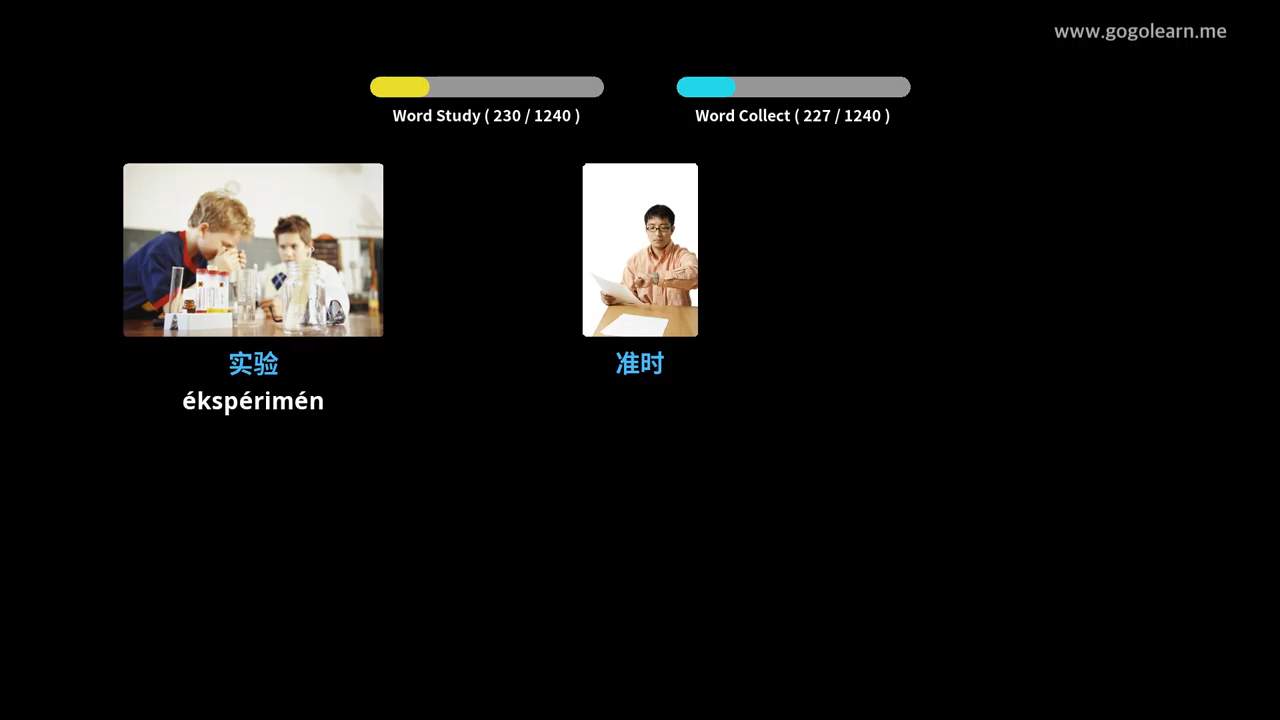 www.gogolearn.me
Word Study ( 230 / 1240 )
Word Collect ( 227 / 1240 )
实验
ékspérimén
准时